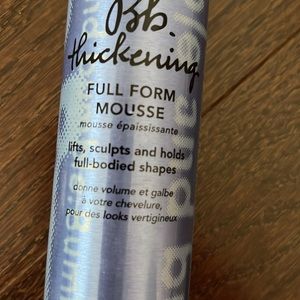 Bb.
thickening
FULL FORM
MOUSSE
mousse épaississante
lifts, sculpts and holds
full-bodied shapes
donne volume et galbe
à votre chevelure,
pour des looks vertigineux